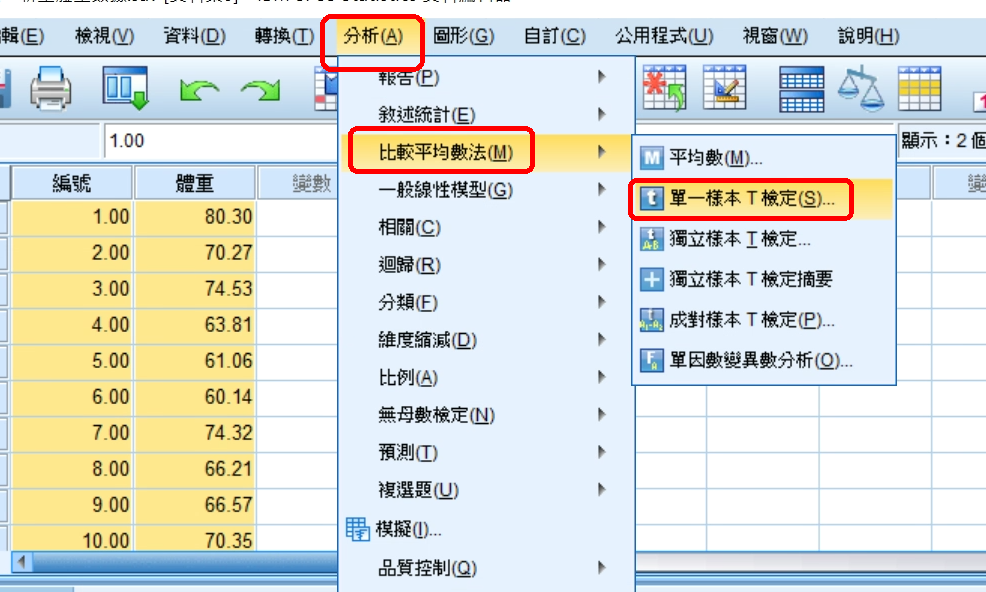 輯(E) 檢視(V) 資料(D) 轉換(T) 分析(A) 圖形(G) 自訂(C) 公用程式(U) 視窗(W) 說明(H)
1.00
顯示：2 個
編號 體重 變數
1.00 80.30
2.00 70.27
3.00 74.53
4.00 63.81
5.00 61.06
6.00 60.14
7.00 74.32
8.00 66.21
9.00 66.57
10.00 70.35
報告(P)
敘述統計(E)
比較平均數法(M)
一般線性模型(G)
相關(C)
迴歸(R)
分類(F)
維度縮減(D)
比例(A)
無母數檢定(N)
預測(T)
複選題(U)
模擬(I)...
品質控制(Q)
平均數(M)...
單一樣本 T 檢定(S)...
獨立樣本 T 檢定...
獨立樣本 T 檢定摘要
成對樣本 T 檢定(P)...
單因數變異數分析(O)...